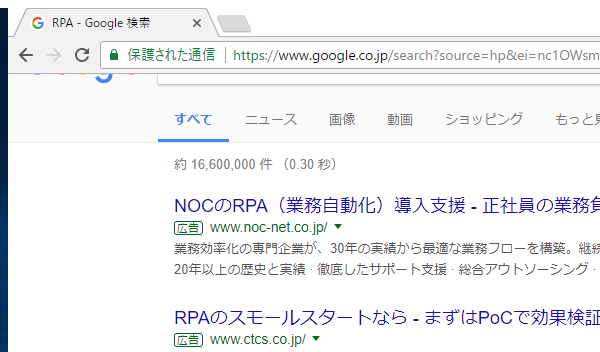 RPA - Google 検索
保護された通信 https://www.google.co.jp/search?source=hp&ei=nc1OWsm
すべて ニュース 画像 動画 ショッピング もっと見
約 16,600,000 件 （0.30 秒）
NOCのRPA（業務自動化）導入支援 - 正社員の業務負
広告 www.noc-net.co.jp/
業務効率化の専門企業が、30年の実績から最適な業務フローを構築。継続
20年以上の歴史と実績・徹底したサポート支援・総合アウトソーシング・
RPAのスモールスタートなら - まずはPoCで効果検証
広告 www.ctcs.co.jp/